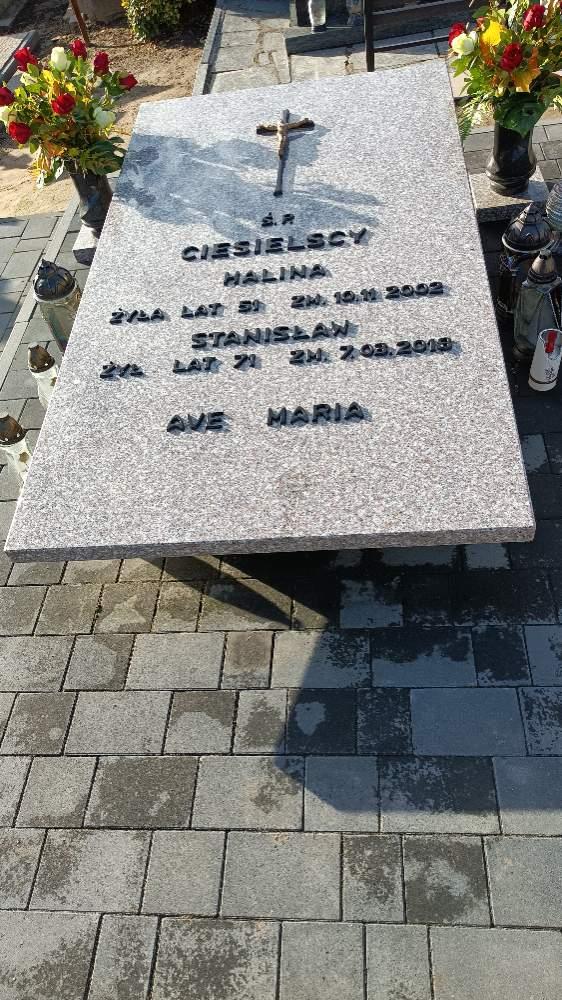 Ś.P.
CIESIELSCY
HALINA
ŻYŁA LAT 51 ZM. 10.11 2002
STANISŁAW
ŻYŁ LAT 71 ZM. 7.03.2018
AVE MARIA